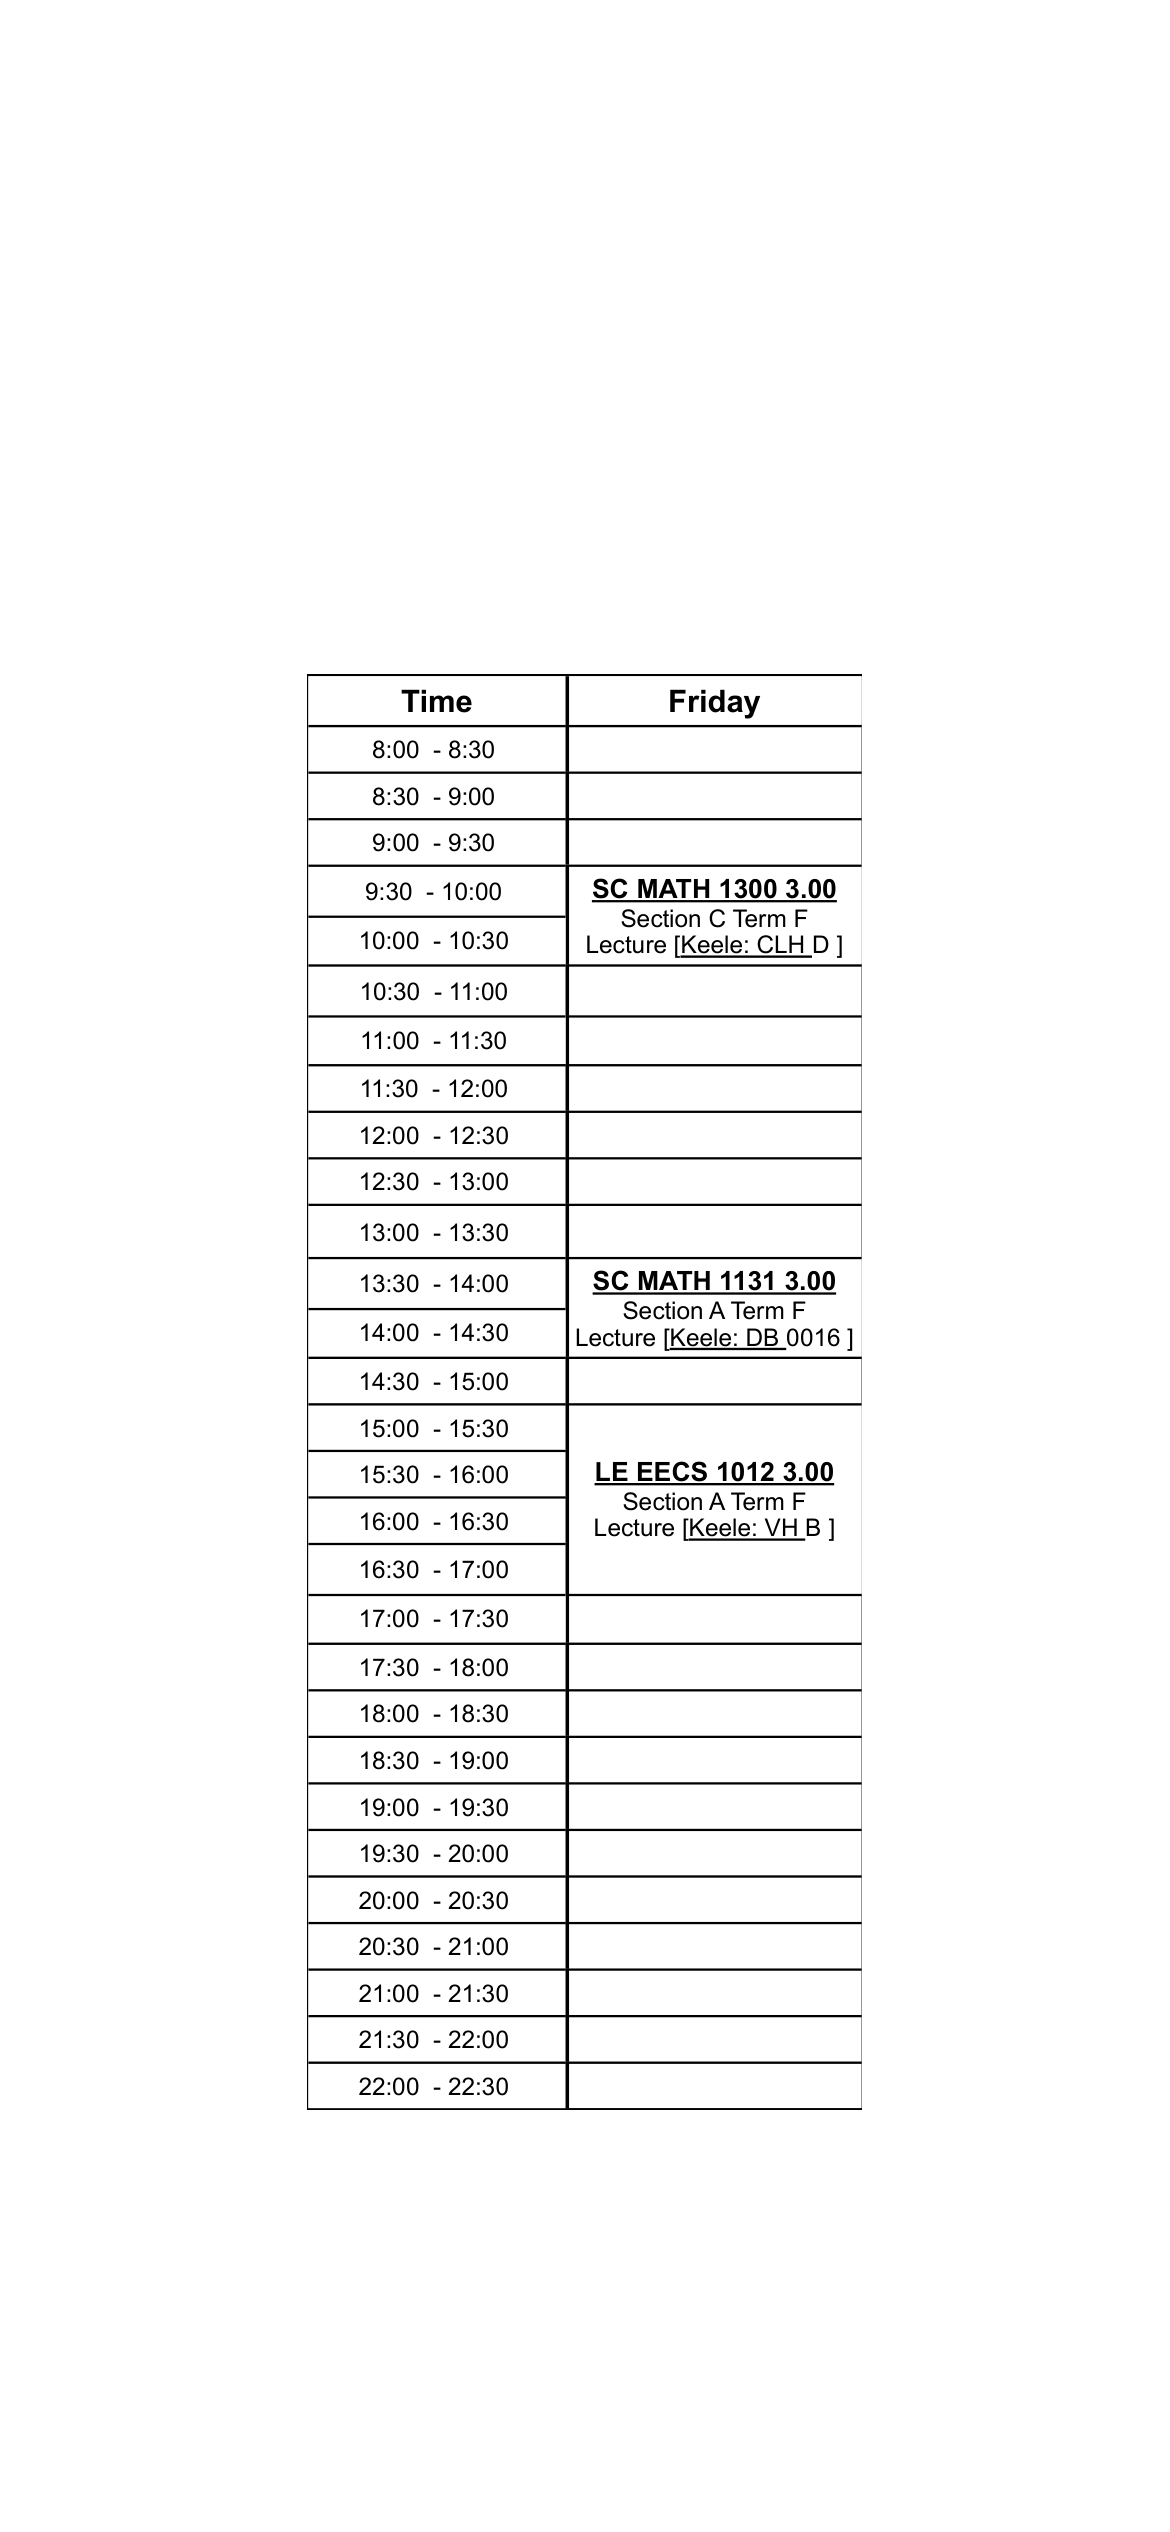 Time Friday
8:00 - 8:30
8:30 - 9:00
9:00 - 9:30
9:30 - 10:00
10:00 - 10:30
SC MATH 1300 3.00
Section C Term F
Lecture [Keele: CLH D ]
10:30 - 11:00
11:00 - 11:30
11:30 - 12:00
12:00 - 12:30
12:30 - 13:00
13:00 - 13:30
13:30 - 14:00
14:00 - 14:30
SC MATH 1131 3.00
Section A Term F
Lecture [Keele: DB 0016 ]
14:30 - 15:00
15:00 - 15:30
15:30 - 16:00
16:00 - 16:30
16:30 - 17:00
LE EECS 1012 3.00
Section A Term F
Lecture [Keele: VH B ]
17:00 - 17:30
17:30 - 18:00
18:00 - 18:30
18:30 - 19:00
19:00 - 19:30
19:30 - 20:00
20:00 - 20:30
20:30 - 21:00
21:00 - 21:30
21:30 - 22:00
22:00 - 22:30